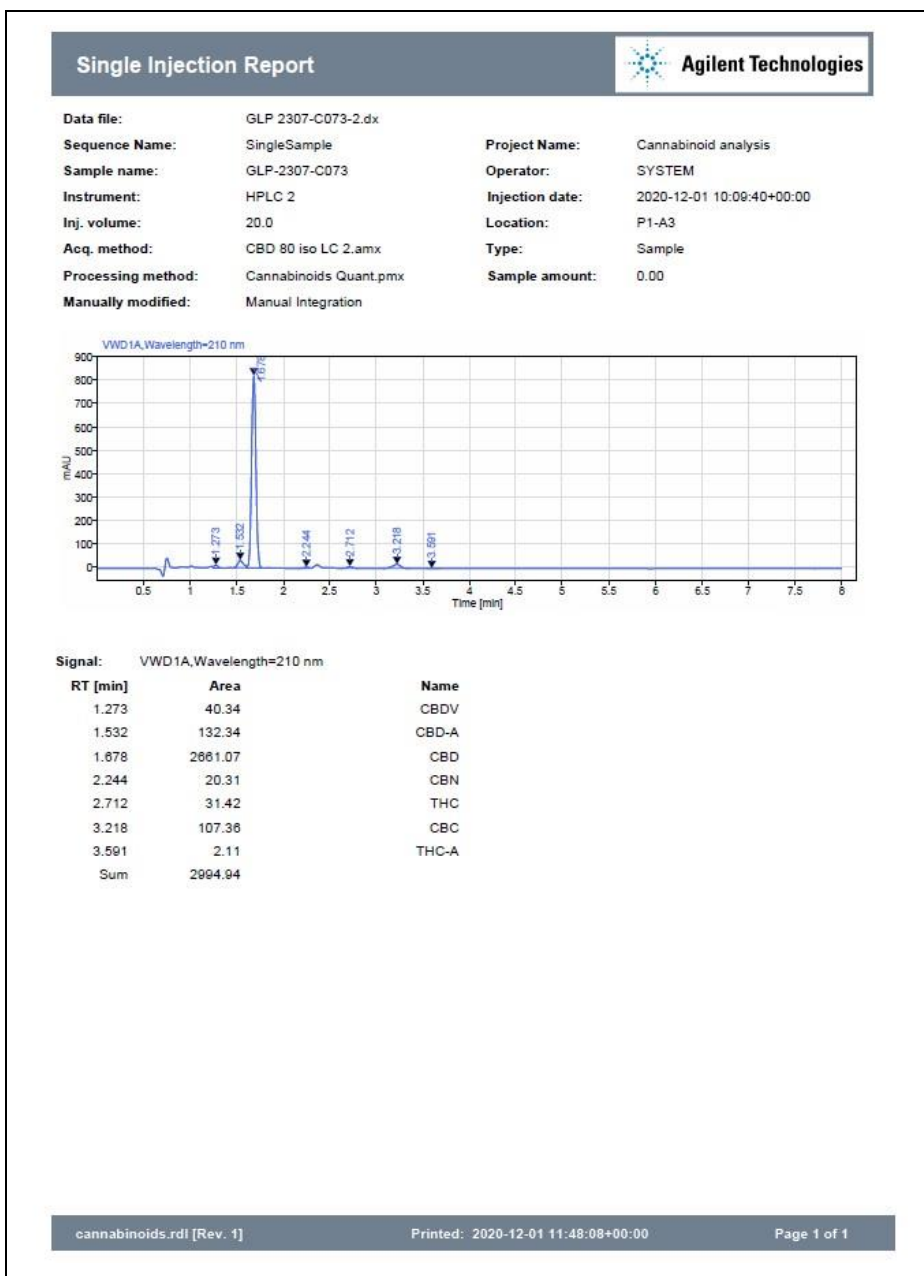 Single Injection Report
Agilent Technologies
Data file: GLP 2307-C073-2.dx
Sequence Name: SingleSample Project Name: Cannabinoid analysis
Sample name: GLP-2307-C073 Operator: SYSTEM
Instrument: HPLC 2 Injection date: 2020-12-01 10:09:40+00:00
Inj. volume: 20.0 Location: P1-A3
Acq. method: CBD 80 iso LC 2.amx Type: Sample
Processing method: Cannabinoids Quant.pmx Sample amount: 0.00
Manually modified: Manual Integration
VWD1A,Wavelength=210 nm
900
800
700
600
500
400
300
200
100
0
mAU
1.273
1.532
1.678
2.244
2.712
3.218
3.591
0.5 1 1.5 2 2.5 3 3.5 4 4.5 5 5.5 6 6.5 7 7.5 8
Time [min]
Signal: VWD1A,Wavelength=210 nm
RT [min] Area Name
1.273 40.34 CBDV
1.532 132.34 CBD-A
1.678 2661.07 CBD
2.244 20.31 CBN
2.712 31.42 THC
3.218 107.36 CBC
3.591 2.11 THC-A
Sum 2994.94
cannabinoids.rdl [Rev. 1] Printed: 2020-12-01 11:48:08+00:00 Page 1 of 1